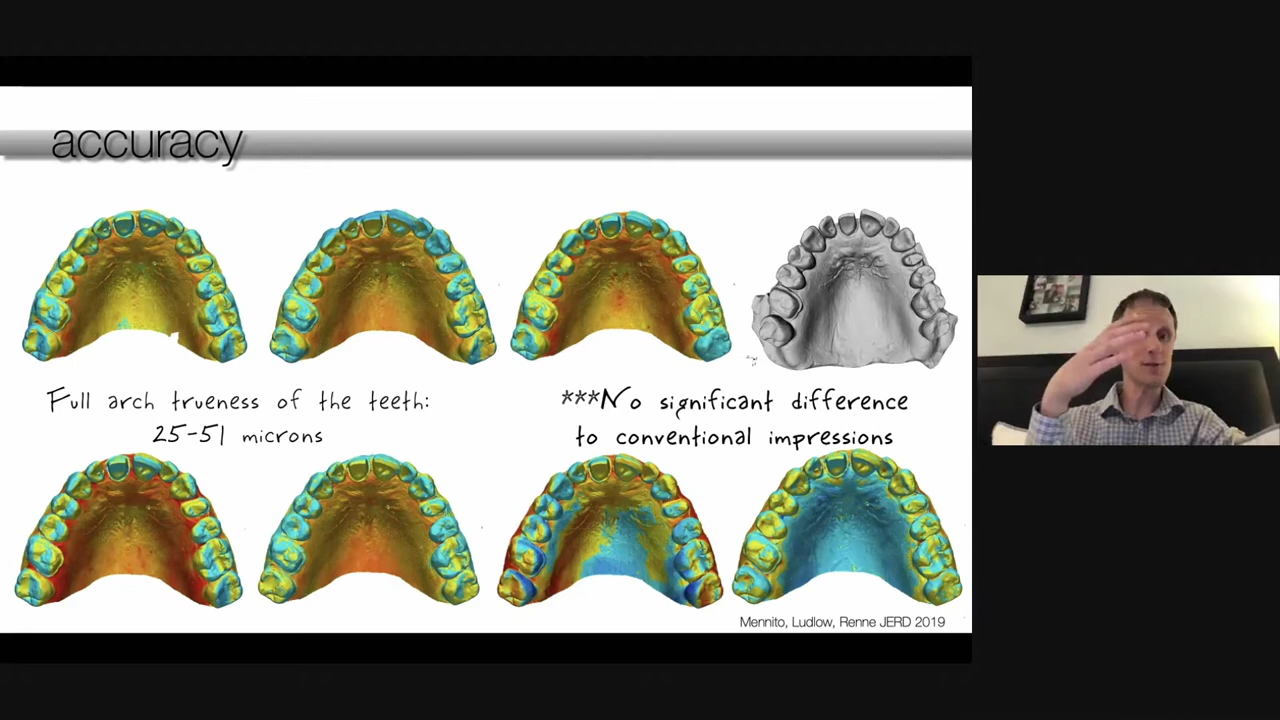 accuracy
Full arch trueness of the teeth:
25-51 microns
***No significant difference
to conventional impressions
Mennito, Ludlow, Renne JERD 2019